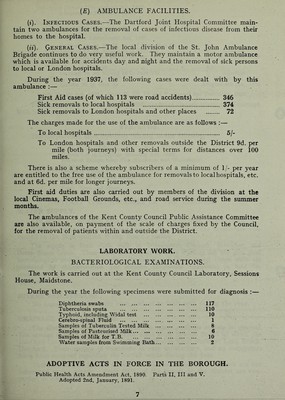 (E) AMBULANCE FACILITIES.
(i). INFECTIOUS CASES.—The Dartford Joint Hospital Committee main-
tain two ambulances for the removal of cases of infectious disease from their
homes to the hospital.
(ii). GENERAL CASES.—The local division of the St. John Ambulance
Brigade continues to do very useful work. They maintain a motor ambulance
which is available for accidents day and night and the removal of sick persons
to local or London hospitals.
During the year 1937, the following cases were dealt with by this
ambulance :—
First Aid cases (of which 113 were road accidents) 346
Sick removals to local hospitals 374
Sick removals to London hospitals and other places 72
The charges made for the use of the ambulance are as follows :—
To local hospitals 5/-
To London hospitals and other removals outside the District 9d. per
mile (both journeys) with special terms for distances over 100
miles.
There is also a scheme whereby subscribers of a minimum of 1/- per year
are entitled to the free use of the ambulance for removals to local hospitals, etc.
and at 6d. per mile for longer journeys.
First aid duties are also carried out by members of the division at the
local Cinemas, Football Grounds, etc., and road service during the summer
months.
The ambulances of the Kent County Council Public Assistance Committee
are also available, on payment of the scale of charges fixed by the Council,
for the removal of patients within and outside the District.
LABORATORY WORK.
BACTERIOLOGICAL EXAMINATIONS.
The work is carried out at the Kent County Council Laboratory, Sessions
House, Maidstone.
During the year the following specimens were submitted for diagnosis :—
Diphtheria swabs ... ... ... ... ... ... ... 117
Tuberculosis sputa ... ... ... ... ... ... ... 110
Typhoid, including Widal test ... ... ... ... ... 10
Cerebro-spinal Fluid ... ... ... ... ... ... 1
Samples of Tuberculin Tested Milk ... ... ... ... 8
Samples of Pasteurised Milk ... ... ... ... ... 6
Samples of Milk for T.B. ... ... ... ... ... 10
Water samples from Swimming Bath ... ... ... ... 2
ADOPTIVE ACTS IN FORCE IN THE BOROUGH.
Public Health Acts Amendment Act, 1890. Parts II, III and V.
Adopted 2nd, January, 1891.
7